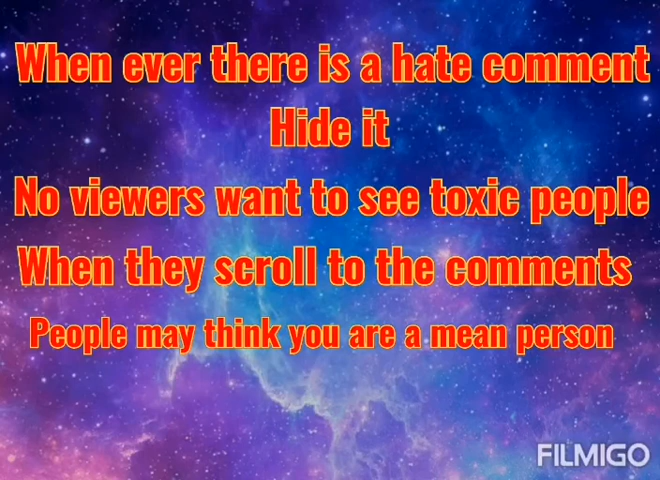 When ever there is a hate comment
Hide it
No viewers want to see toxic people
When they scroll to the comments
People may think you are a mean person
FILMIGO